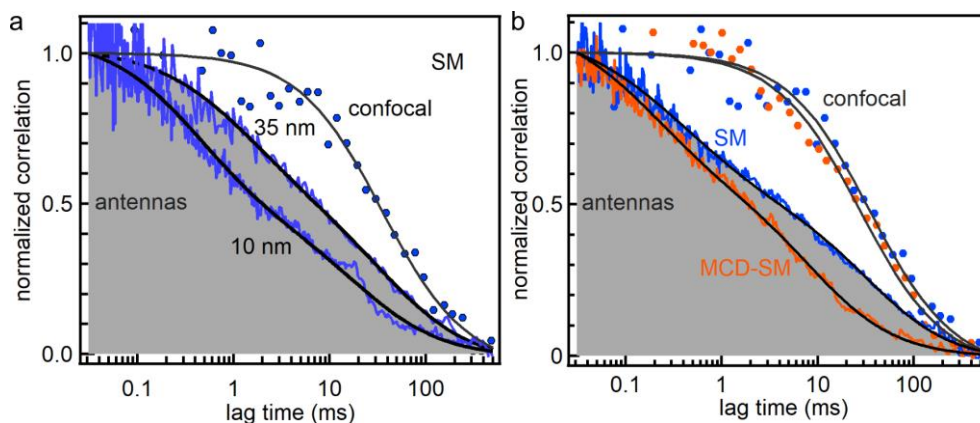 a
normalized correlation
1.0
0.5
0.0
SM
confocal
35 nm
antennas
10 nm
0.1 1 10 100
lag time (ms)
b
normalized correlation
1.0
0.5
0.0
confocal
SM
antennas
MCD-SM
0.1 1 10 100
lag time (ms)